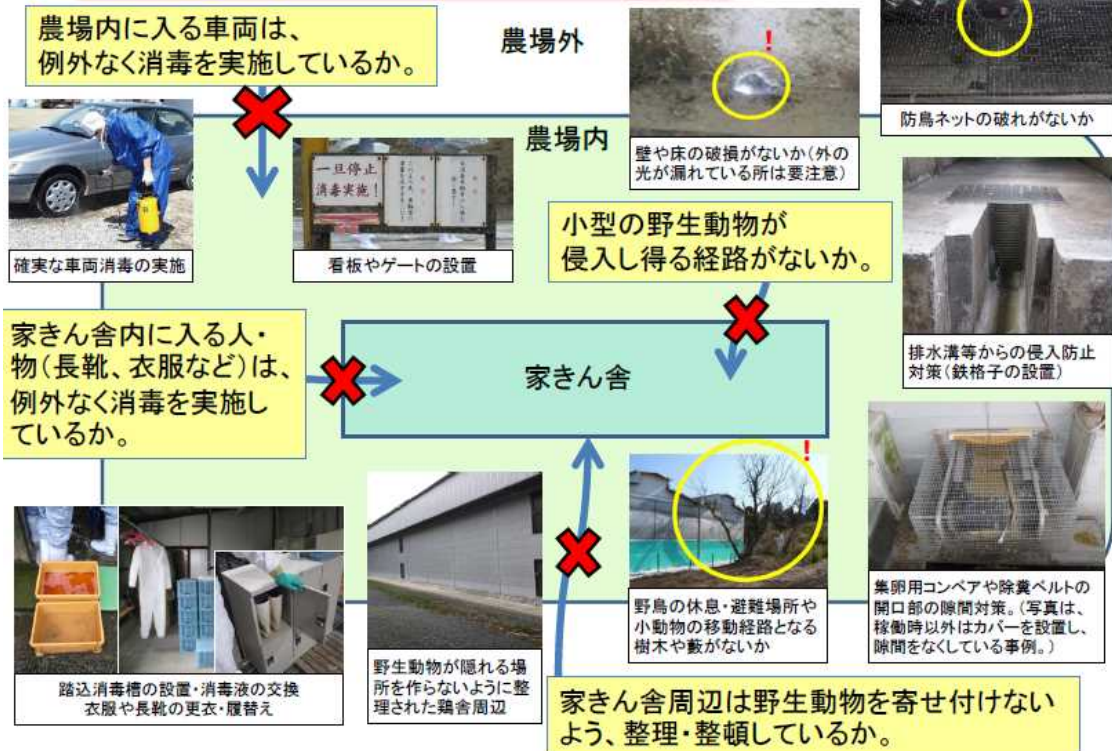 農場内に入る車両は、
例外なく消毒を実施しているか。
農場外
!
防鳥ネットの破れがないか
農場内
壁や床の破損がないか(外の
光が漏れている所は要注意)
一旦停止
消毒実施!
確実な車両消毒の実施
看板やゲートの設置
小型の野生動物が
侵入し得る経路がないか。
排水溝等からの侵入防止
対策(鉄格子の設置)
家きん舎内に入る人・
物(長靴、衣服など)は、
例外なく消毒を実施し
ているか。
家きん舎
!
踏込消毒槽の設置・消毒液の交換
衣服や長靴の更衣・履替え
野生動物が隠れる場
所を作らないように整
理された鶏舎周辺
野鳥の休息・避難場所や
小動物の移動経路となる
樹木や藪がないか
集卵用コンベアや除糞ベルトの
開口部の隙間対策。(写真は、
稼働時以外はカバーを設置し、
隙間をなくしている事例。)
家きん舎周辺は野生動物を寄せ付けない
よう、整理・整頓しているか。